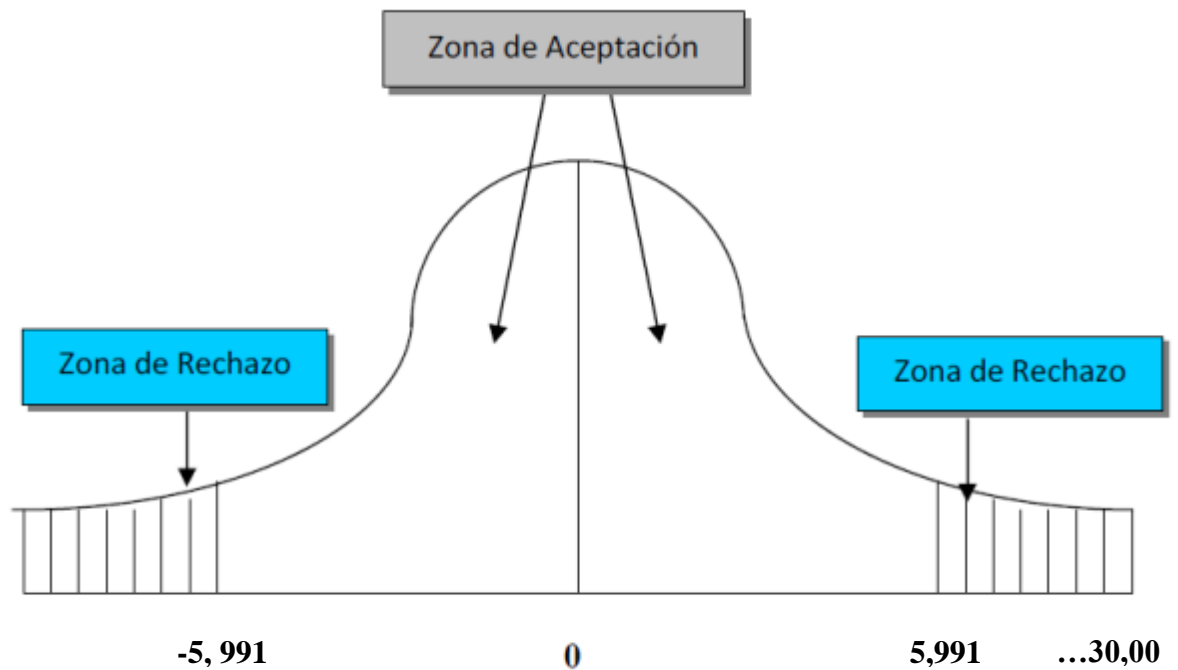 Zona de Aceptación
Zona de Rechazo
Zona de Rechazo
-5, 991 0 5,991 …30,00